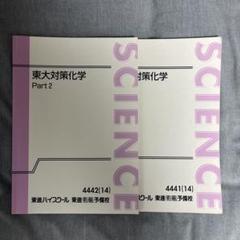 東大対策化学
Part 2
4442(14)
東進ハイスクール 東進衛星予備校
SCIENCE
対策化学
4441(14)
東進ハイスクール 東進衛星予備校
SCIENCE